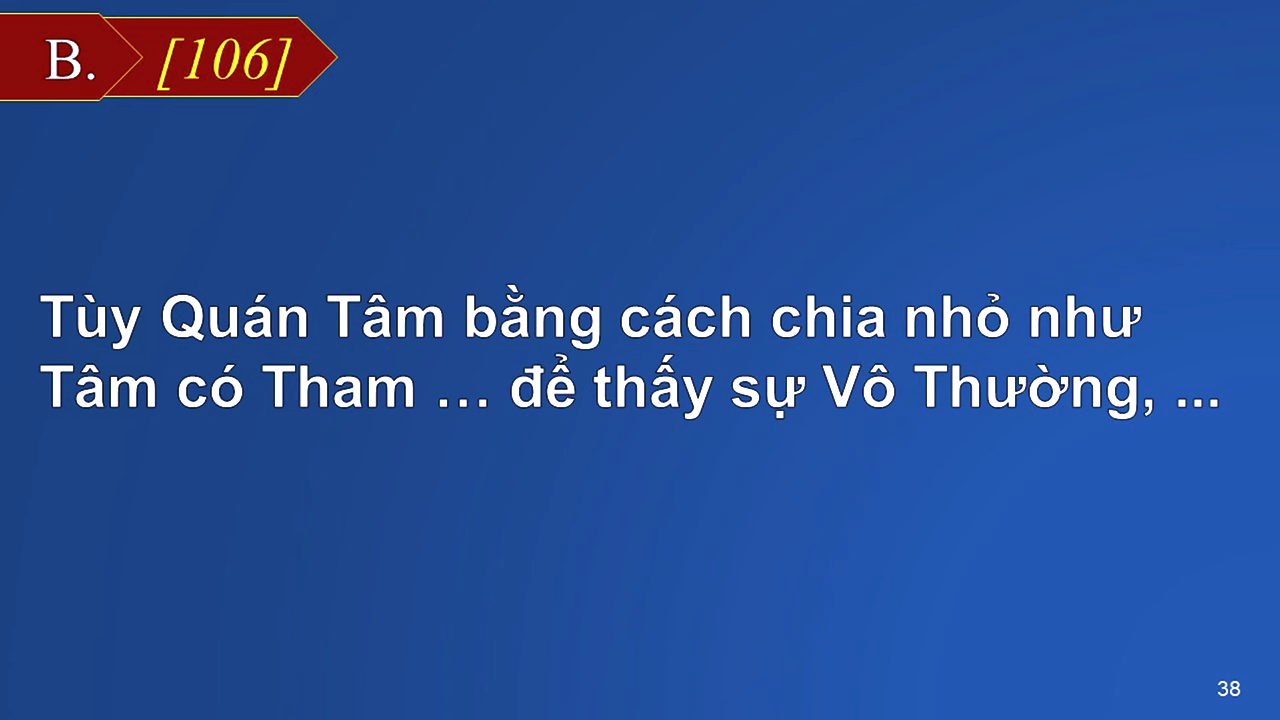 B. [106]
Tùy Quán Tâm bằng cách chia nhỏ như
Tâm có Tham … để thấy sự Vô Thường, ...
38